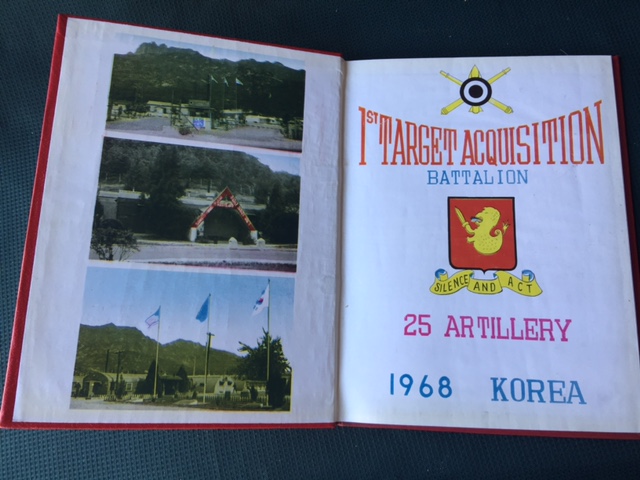 1ST TARGET ACQUISITION
BATTALION
SILENCE AND ACT
25 ARTILLERY
1968 KOREA